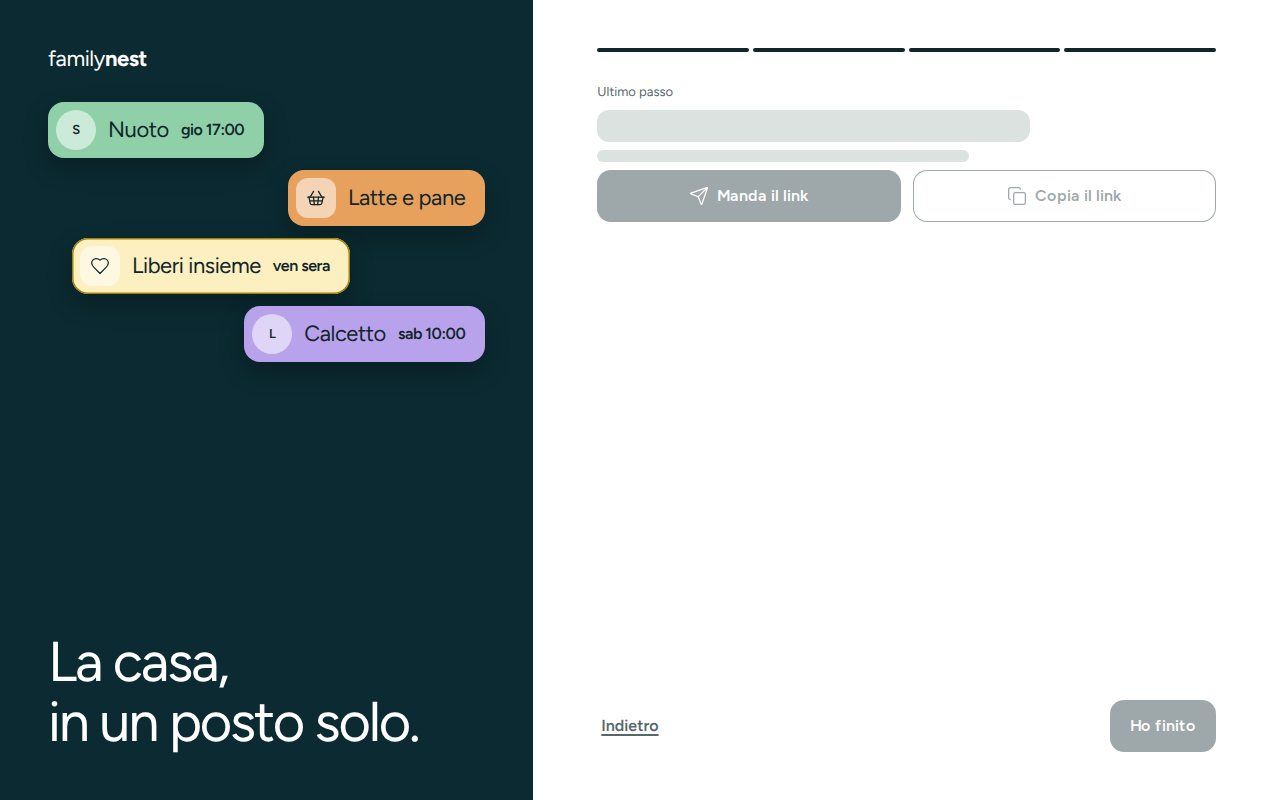 familynest
S Nuoto gio 17:00
Latte e pane
Liberi insieme ven sera
L Calcetto sab 10:00
La casa,
in un posto solo.
Ultimo passo
Manda il link
Copia il link
Indietro
Ho finito